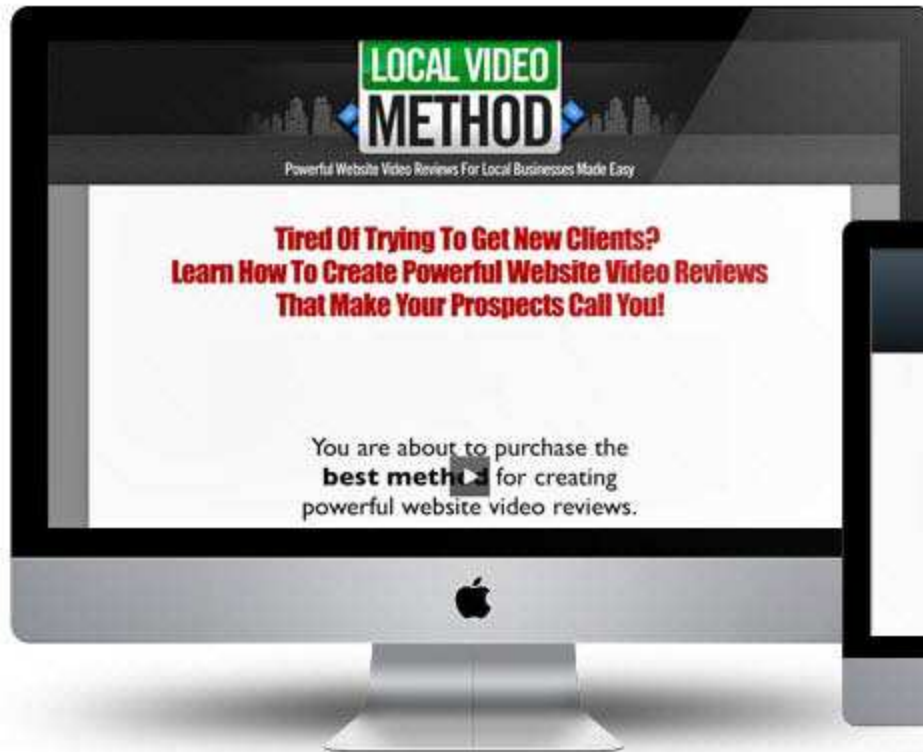 LOCAL VIDEO
METHOD
Powerful Website Video Reviews For Local Businesses Made Easy
Tired Of Trying To Get New Clients?
Learn How To Create Powerful Website Video Reviews
That Make Your Prospects Call You!
You are about to purchase the
best method for creating
powerful website video reviews.